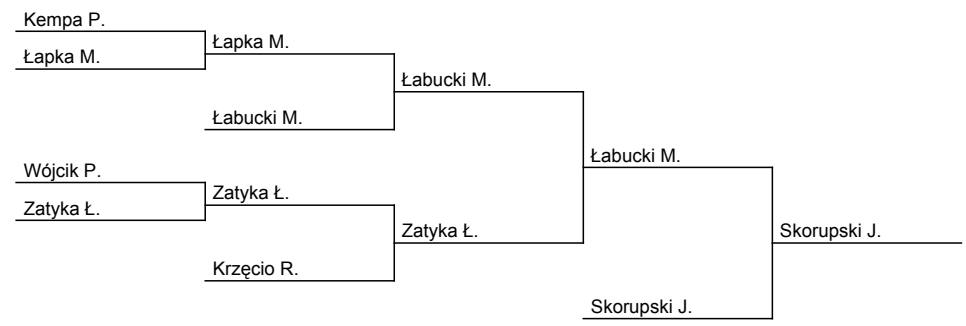 Kempa P.
Łapka M.
Łapka M.
Łabucki M.
Łabucki M.
Łabucki M.
Wójcik P.
Zatyka Ł.
Zatyka Ł.
Zatyka Ł.
Skorupski J.
Krzęcio R.
Skorupski J.